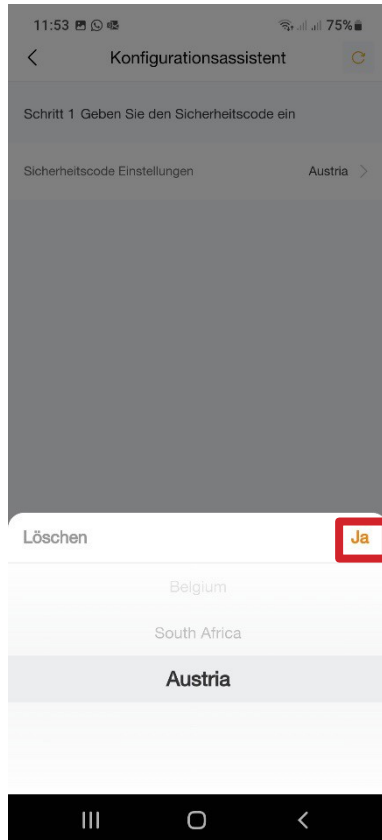 11:53 75%
Konfigurationsassistent
Schritt 1 Geben Sie den Sicherheitscode ein
Sicherheitscode Einstellungen Austria
Löschen Ja
Belgium
South Africa
Austria